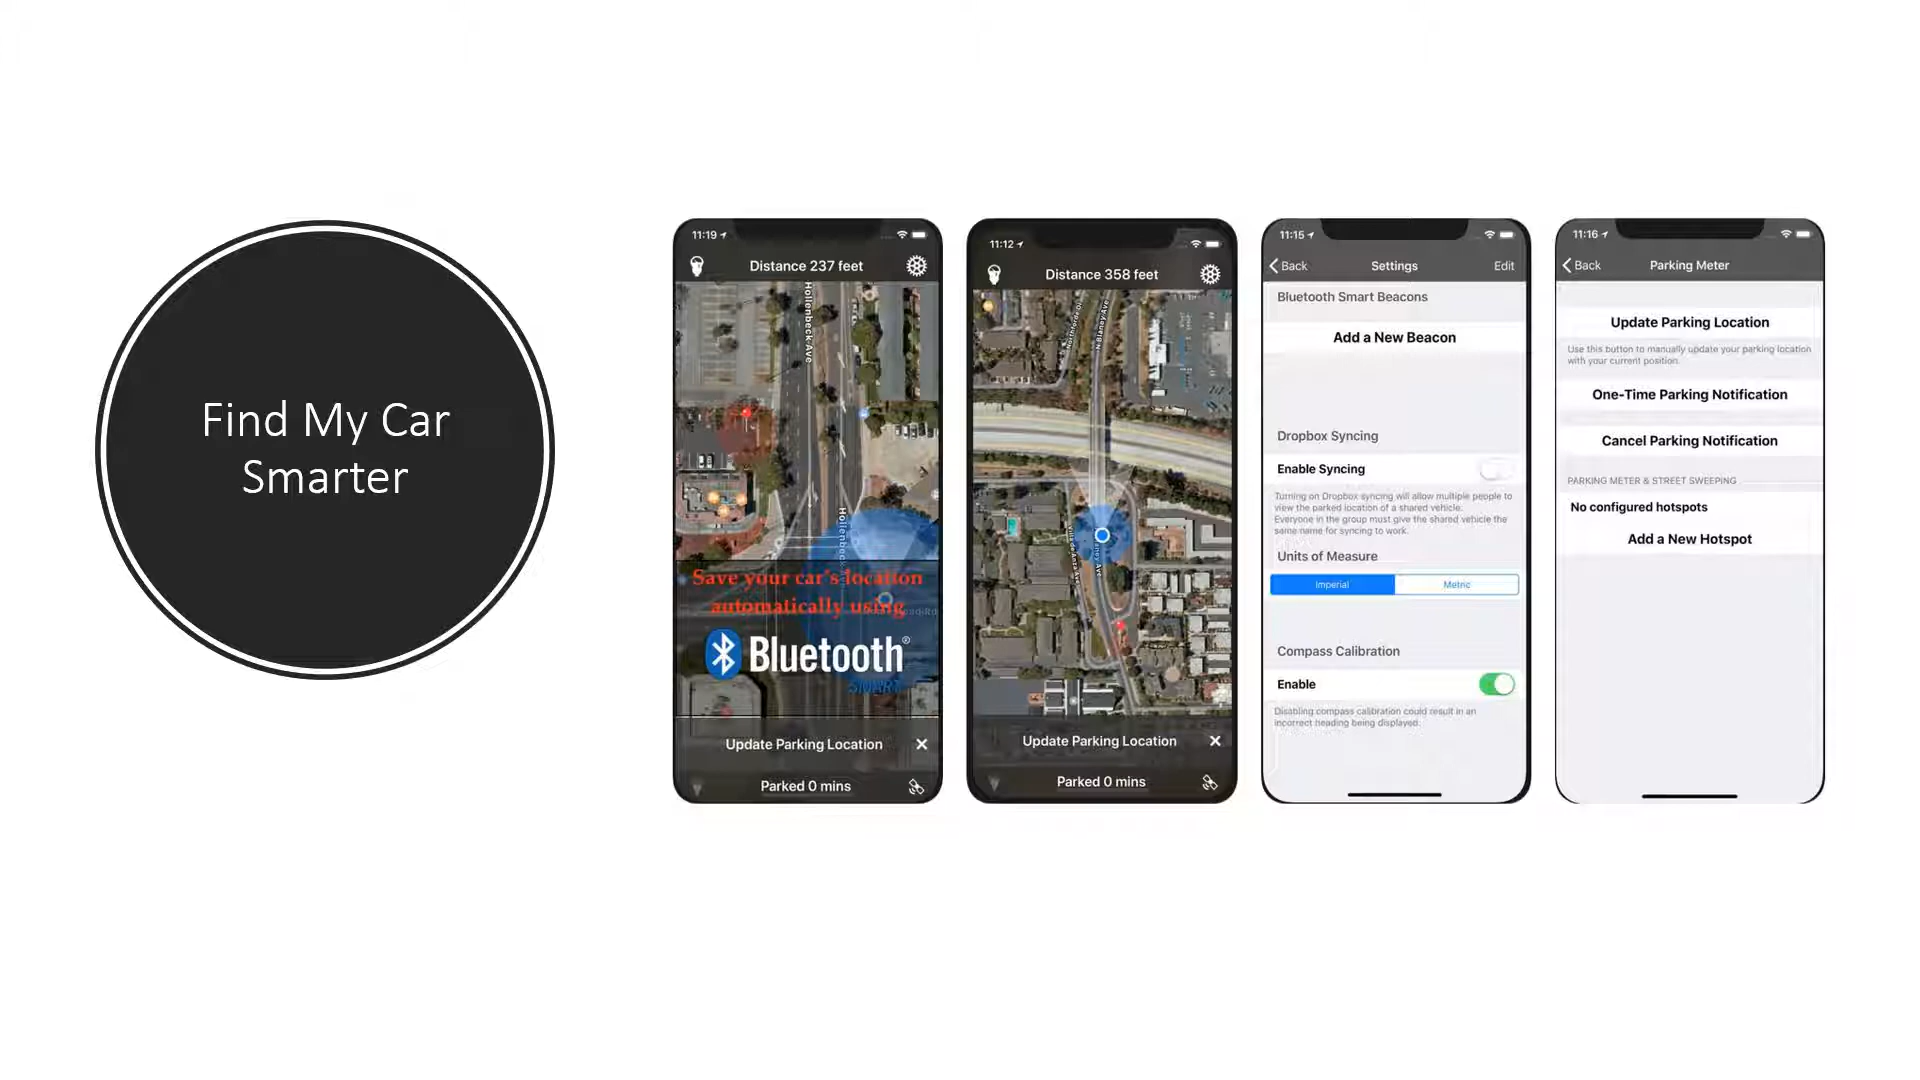 Find My Car
Smarter
11:19
Distance 237 feet
Hollenbeck Ave
Save your car's location
automatically using
Bluetooth®
SMART
Update Parking Location
Parked 0 mins
11:12
Distance 358 feet
N Blaney Ave
Update Parking Location
Parked 0 mins
11:15
Back
Settings
Edit
Bluetooth Smart Beacons
Add a New Beacon
Dropbox Syncing
Enable Syncing
Turning on Dropbox syncing will allow multiple people to
view the parked location of a shared vehicle.
Everyone in the group must give the shared vehicle the
same name for syncing to work.
Units of Measure
Imperial
Metric
Compass Calibration
Enable
Disabling compass calibration could result in an
incorrect heading being displayed.
11:16
Back
Parking Meter
Update Parking Location
Use this button to manually update your parking location
with your current position.
One-Time Parking Notification
Cancel Parking Notification
PARKING METER & STREET SWEEPING
No configured hotspots
Add a New Hotspot